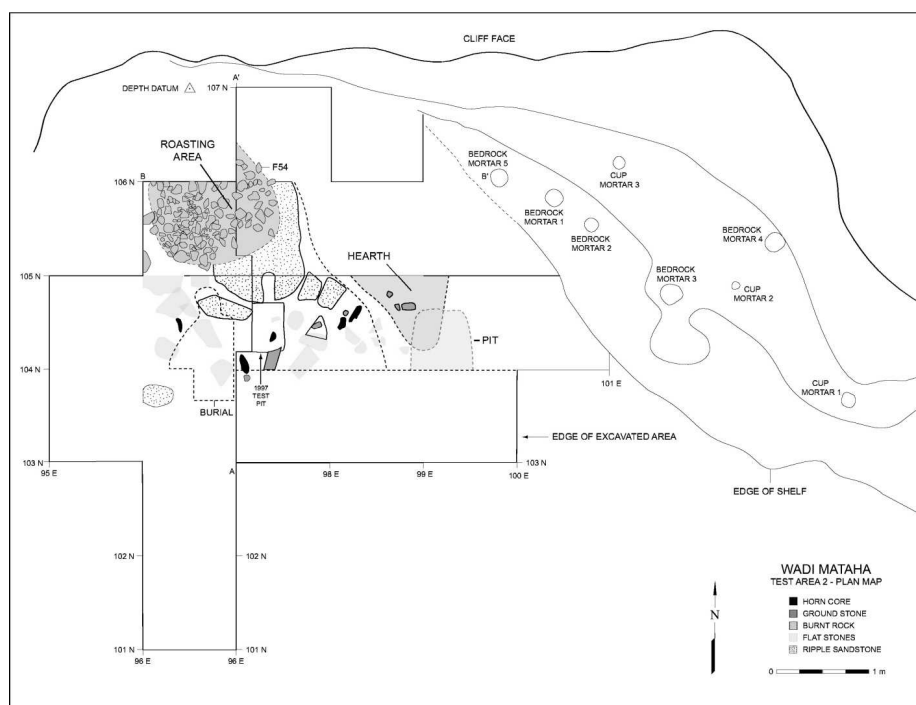 CLIFF FACE
A'
DEPTH DATUM
107 N
ROASTING
AREA
F54
B
106 N
BEDROCK
MORTAR 5
B'
CUP
MORTAR 3
BEDROCK
MORTAR 1
BEDROCK
MORTAR 2
BEDROCK
MORTAR 4
HEARTH
105 N
BEDROCK
MORTAR 3
CUP
MORTAR 2
PIT
104 N
1997
TEST
PIT
101 E
BURIAL
CUP
MORTAR 1
EDGE OF EXCAVATED AREA
103 N
95 E
A
98 E
99 E
100 E
103 N
EDGE OF SHELF
102 N
102 N
WADI MATAHA
TEST AREA 2 - PLAN MAP
HORN CORE
GROUND STONE
BURNT ROCK
FLAT STONES
RIPPLE SANDSTONE
N
101 N
96 E
96 E
101 N
0
1 m